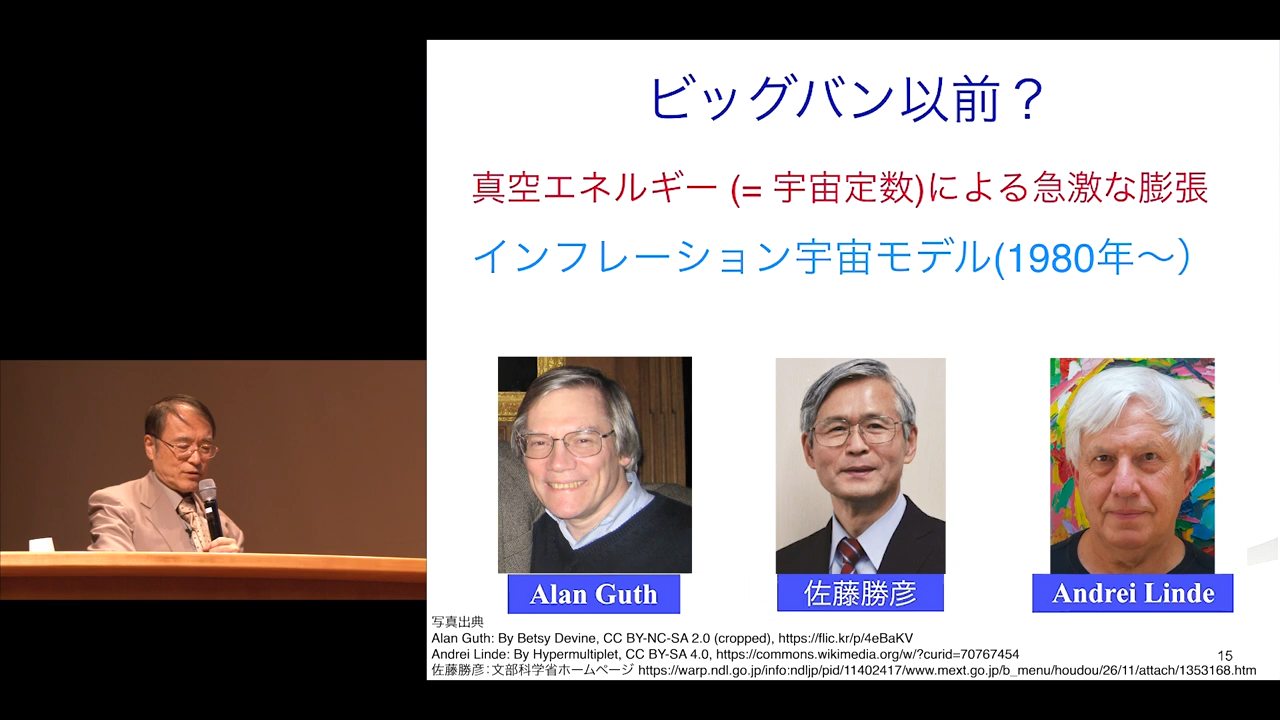 ビッグバン以前？
真空エネルギー (= 宇宙定数)による急激な膨張
インフレーション宇宙モデル(1980年〜）
Alan Guth
佐藤勝彦
Andrei Linde
写真出典
Alan Guth: By Betsy Devine, CC BY-NC-SA 2.0 (cropped), https://flic.kr/p/4eBaKV
Andrei Linde: By Hypermultiplet, CC BY-SA 4.0, https://commons.wikimedia.org/w/?curid=70767454
15
佐藤勝彦：文部科学省ホームページ https://warp.ndl.go.jp/info:ndljp/pid/11402417/www.mext.go.jp/b_menu/houdou/26/11/attach/1353168.htm